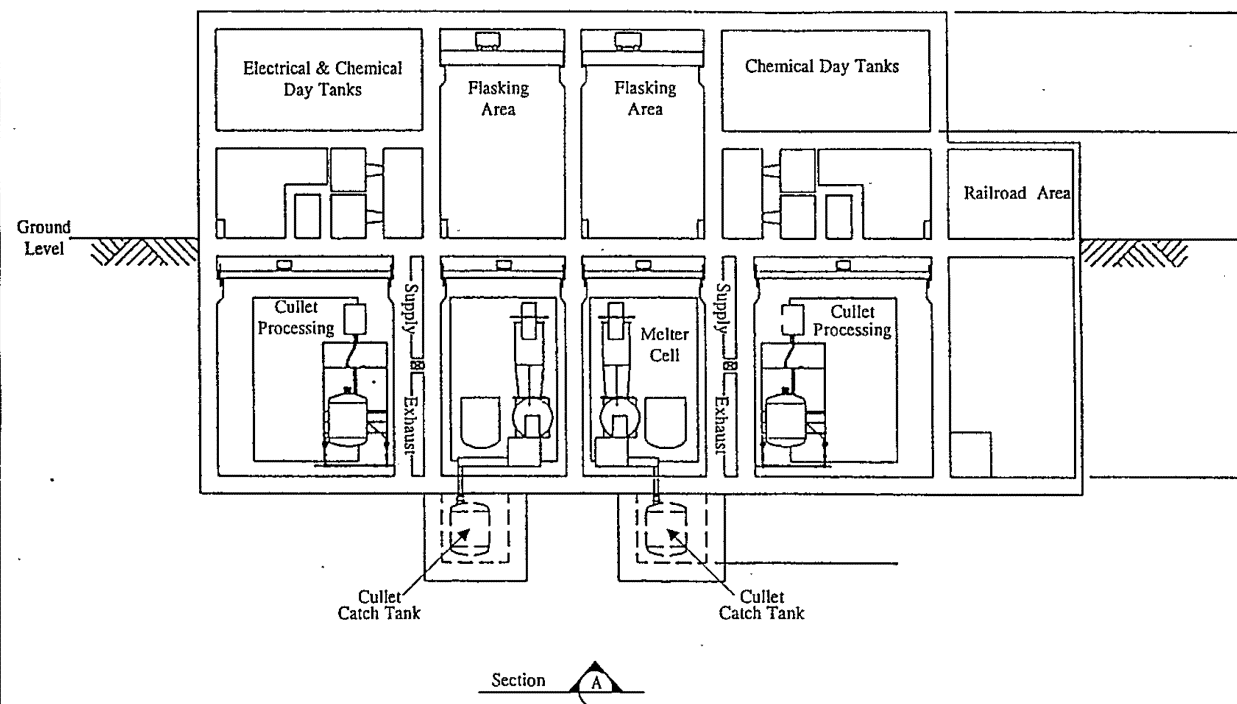 Electrical & Chemical
Day Tanks
Flasking
Area
Flasking
Area
Chemical Day Tanks
Railroad Area
Ground
Level
Cullet
Processing
Supply
Exhaust
Melter
Cell
Supply
Exhaust
Cullet
Processing
Cullet
Catch Tank
Cullet
Catch Tank
Section A